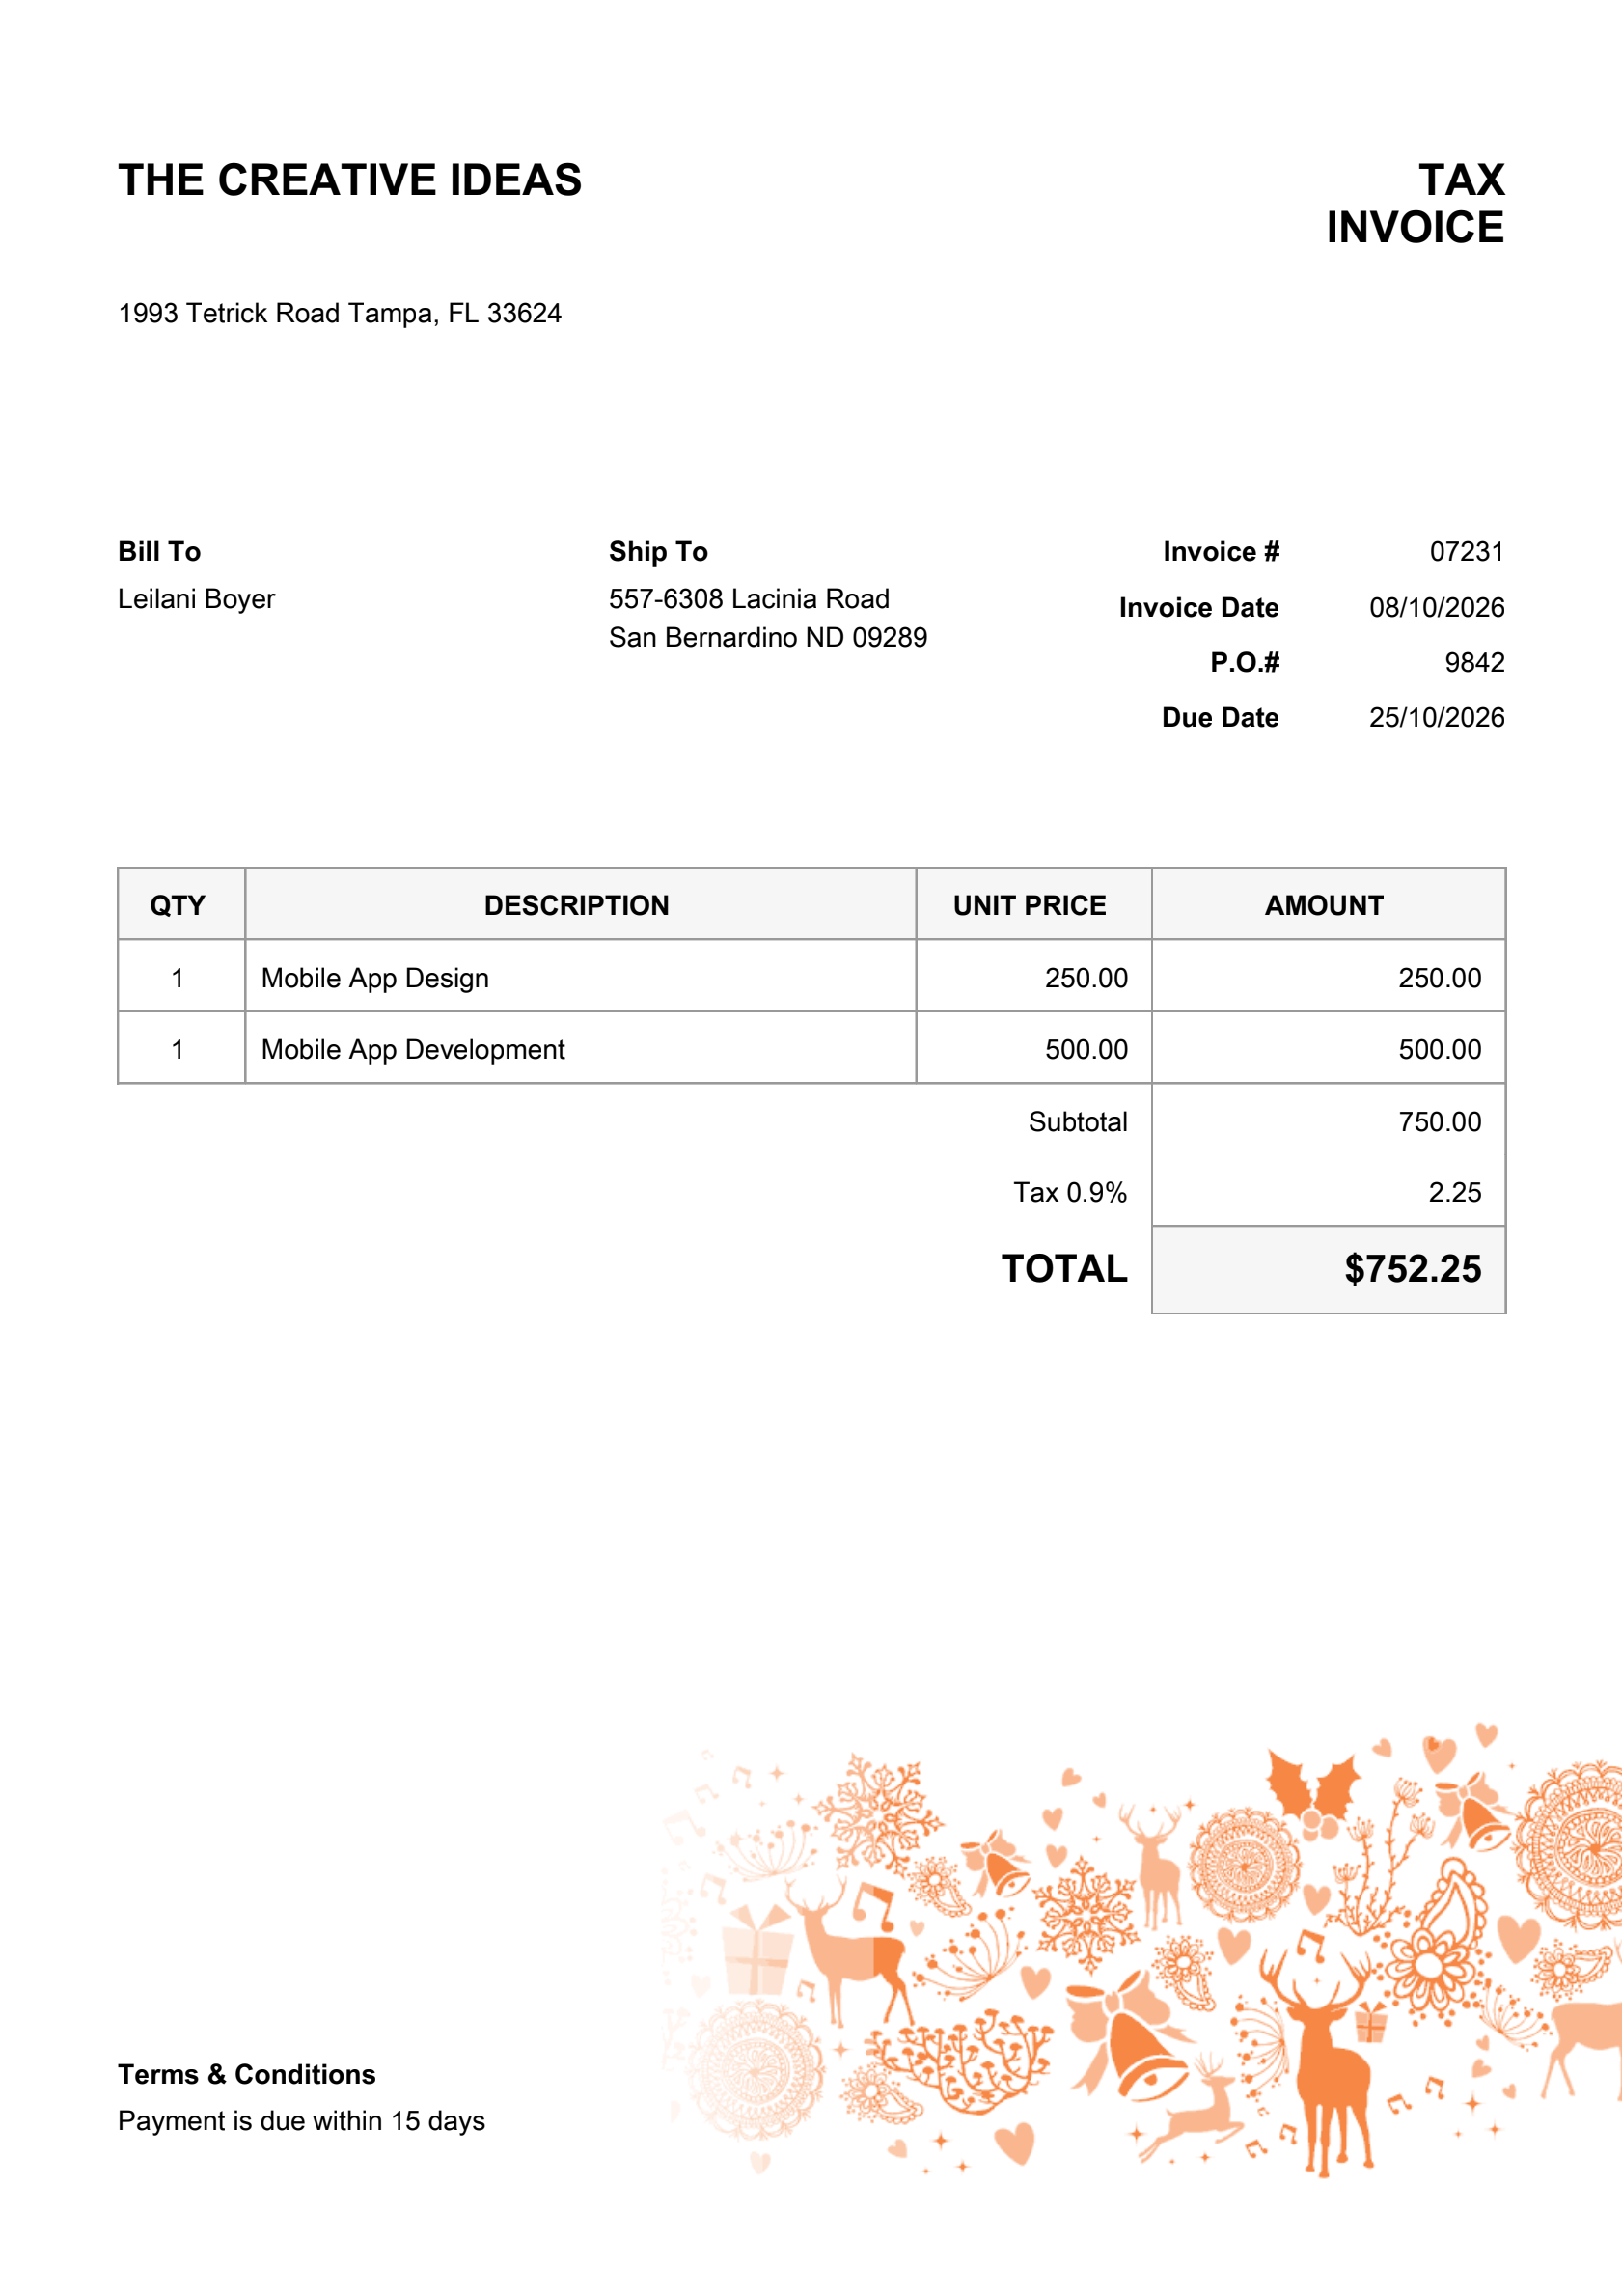 THE CREATIVE IDEAS
TAX
INVOICE
1993 Tetrick Road Tampa, FL 33624
Bill To
Leilani Boyer
Ship To
557-6308 Lacinia Road
San Bernardino ND 09289
Invoice # 07231
Invoice Date 08/10/2026
P.O.# 9842
Due Date 25/10/2026
QTY DESCRIPTION UNIT PRICE AMOUNT
1 Mobile App Design 250.00 250.00
1 Mobile App Development 500.00 500.00
Subtotal 750.00
Tax 0.9% 2.25
TOTAL $752.25
Terms & Conditions
Payment is due within 15 days